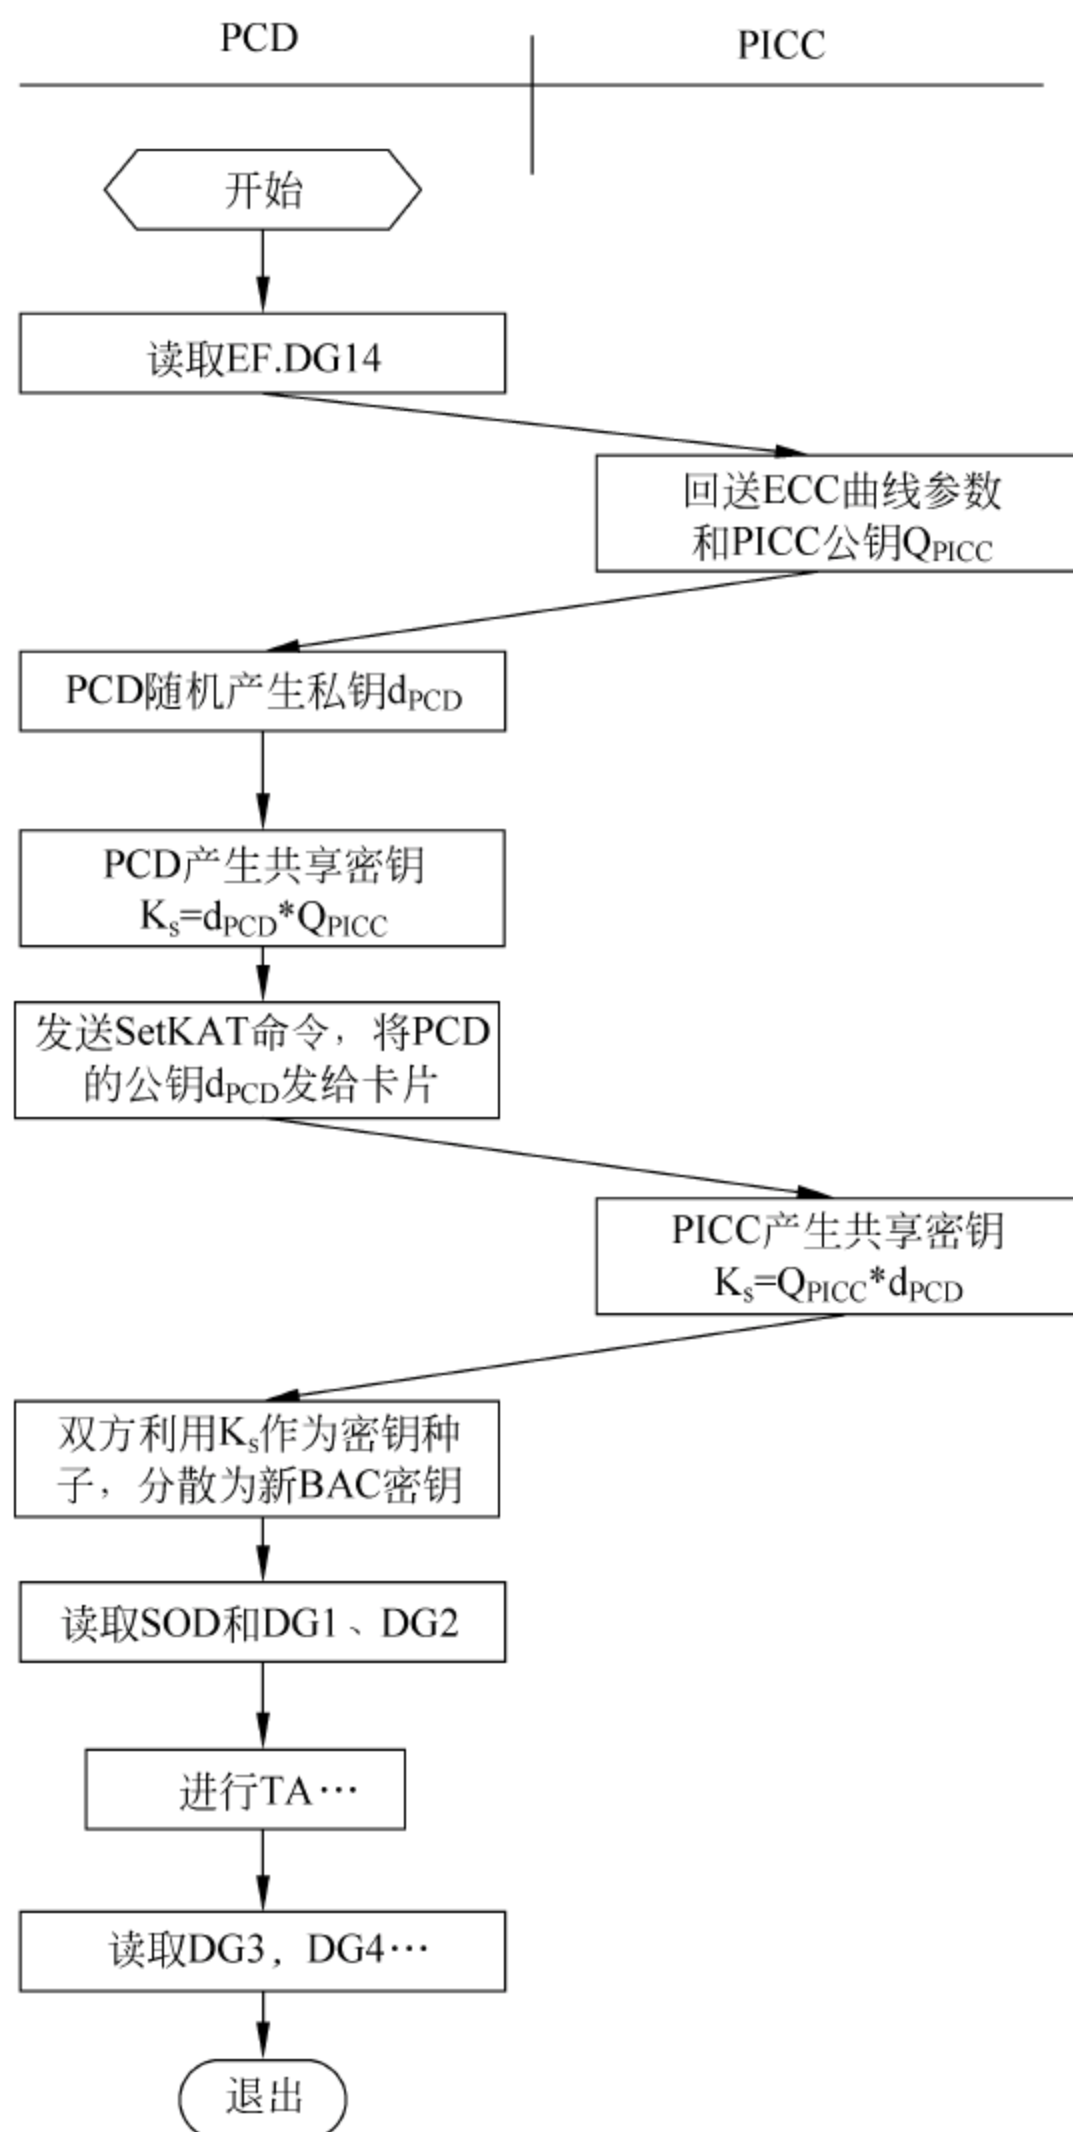 PCD
PICC
开始
读取EF.DG14
回送ECC曲线参数
和PICC公钥QPICC
PCD随机产生私钥dPCD
PCD产生共享密钥
Ks=dPCD*QPICC
发送SetKAT命令，将PCD
的公钥dPCD发给卡片
PICC产生共享密钥
Ks=QPICC*dPCD
双方利用Ks作为密钥种
子，分散为新BAC密钥
读取SOD和DG1、DG2
进行TA…
读取DG3，DG4…
退出